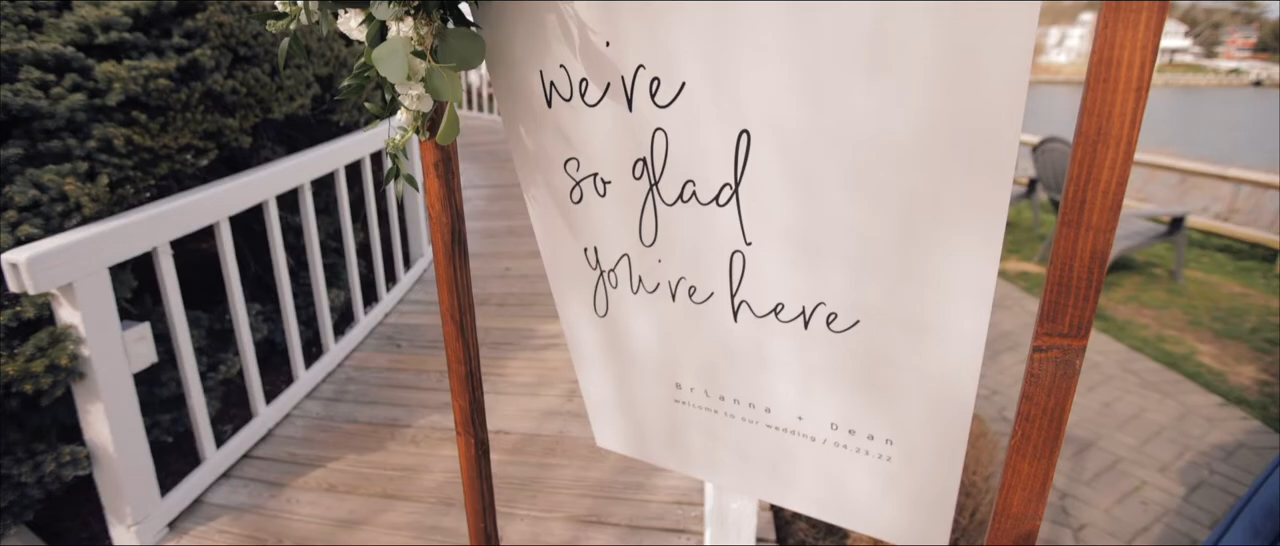 we're
so glad
you're here
Brianna + Dean
welcome to our wedding / 04.23.22